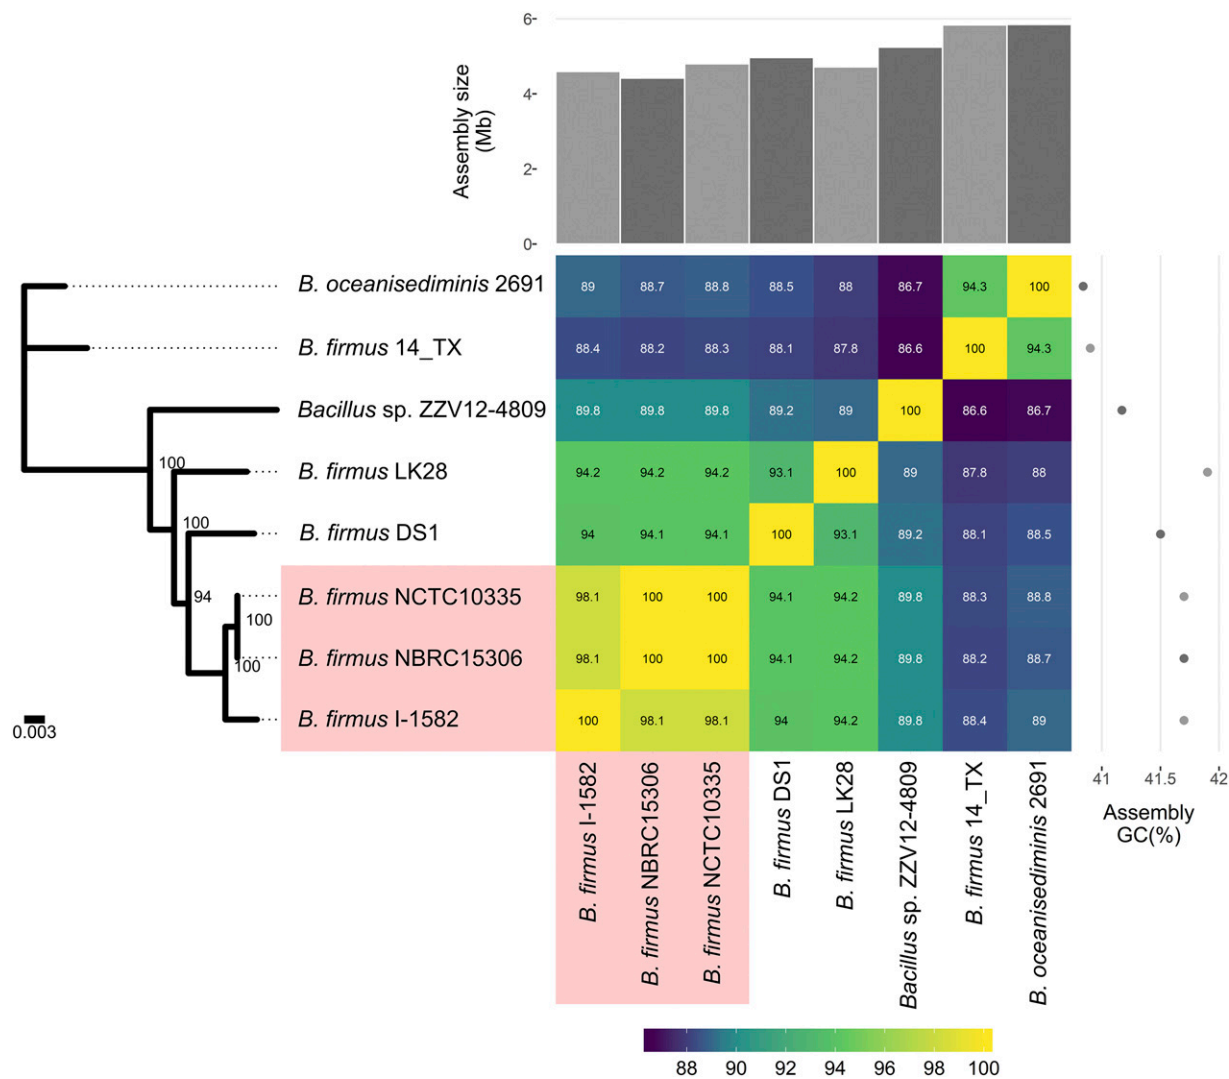 6-
4-
2-
0-
Assembly size
(Mb)
B. oceanisediminis 2691
89 88.7 88.8 88.5 88 86.7 94.3 100
B. firmus 14_TX
88.4 88.2 88.3 88.1 87.8 86.6 100 94.3
Bacillus sp. ZZV12-4809
89.8 89.8 89.8 89.2 89 100 86.6 86.7
100
B. firmus LK28
94.2 94.2 94.2 93.1 100 89 87.8 88
100
B. firmus DS1
94 94.1 94.1 100 93.1 89.2 88.1 88.5
94
B. firmus NCTC10335
98.1 100 100 94.1 94.2 89.8 88.3 88.8
100
B. firmus NBRC15306
98.1 100 100 94.1 94.2 89.8 88.2 88.7
100
B. firmus I-1582
100 98.1 98.1 94 94.2 89.8 88.4 89
0.003
B. firmus I-1582
B. firmus NBRC15306
B. firmus NCTC10335
B. firmus DS1
B. firmus LK28
Bacillus sp. ZZV12-4809
B. firmus 14_TX
B. oceanisediminis 2691
41 41.5 42
Assembly
GC(%)
88 90 92 94 96 98 100